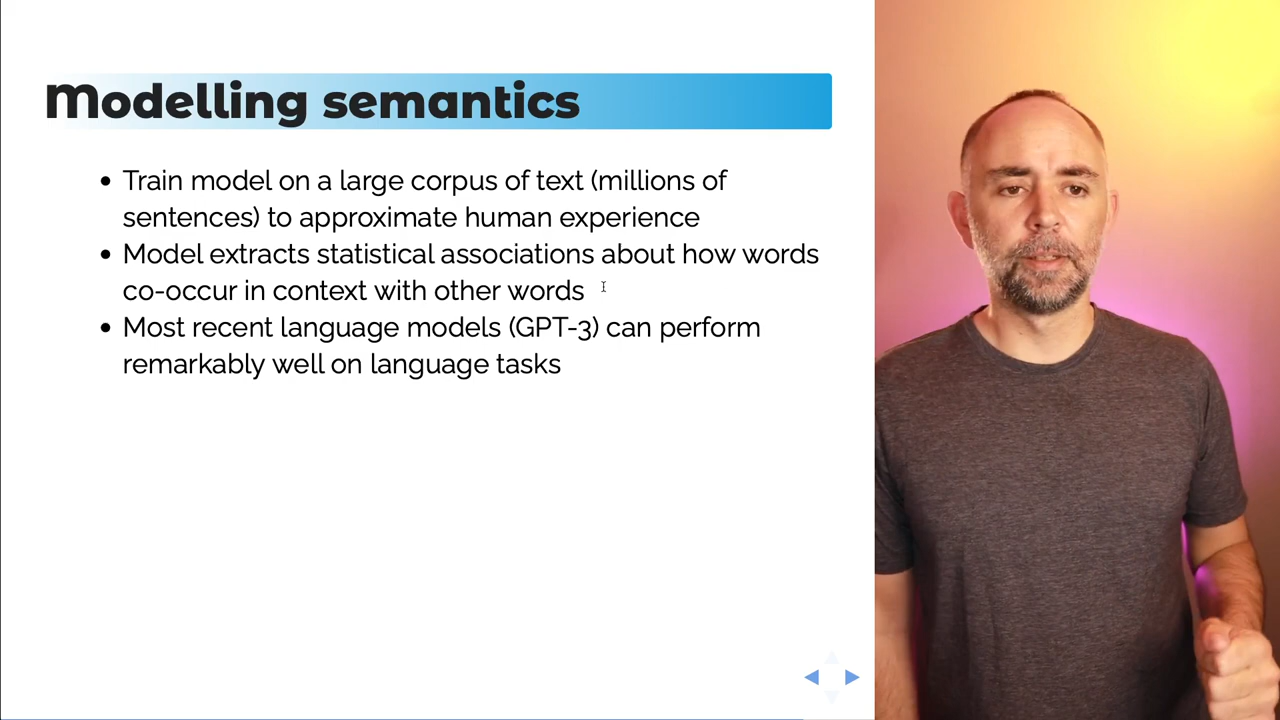 Modelling semantics
Train model on a large corpus of text (millions of
sentences) to approximate human experience
Model extracts statistical associations about how words
co-occur in context with other words
Most recent language models (GPT-3) can perform
remarkably well on language tasks